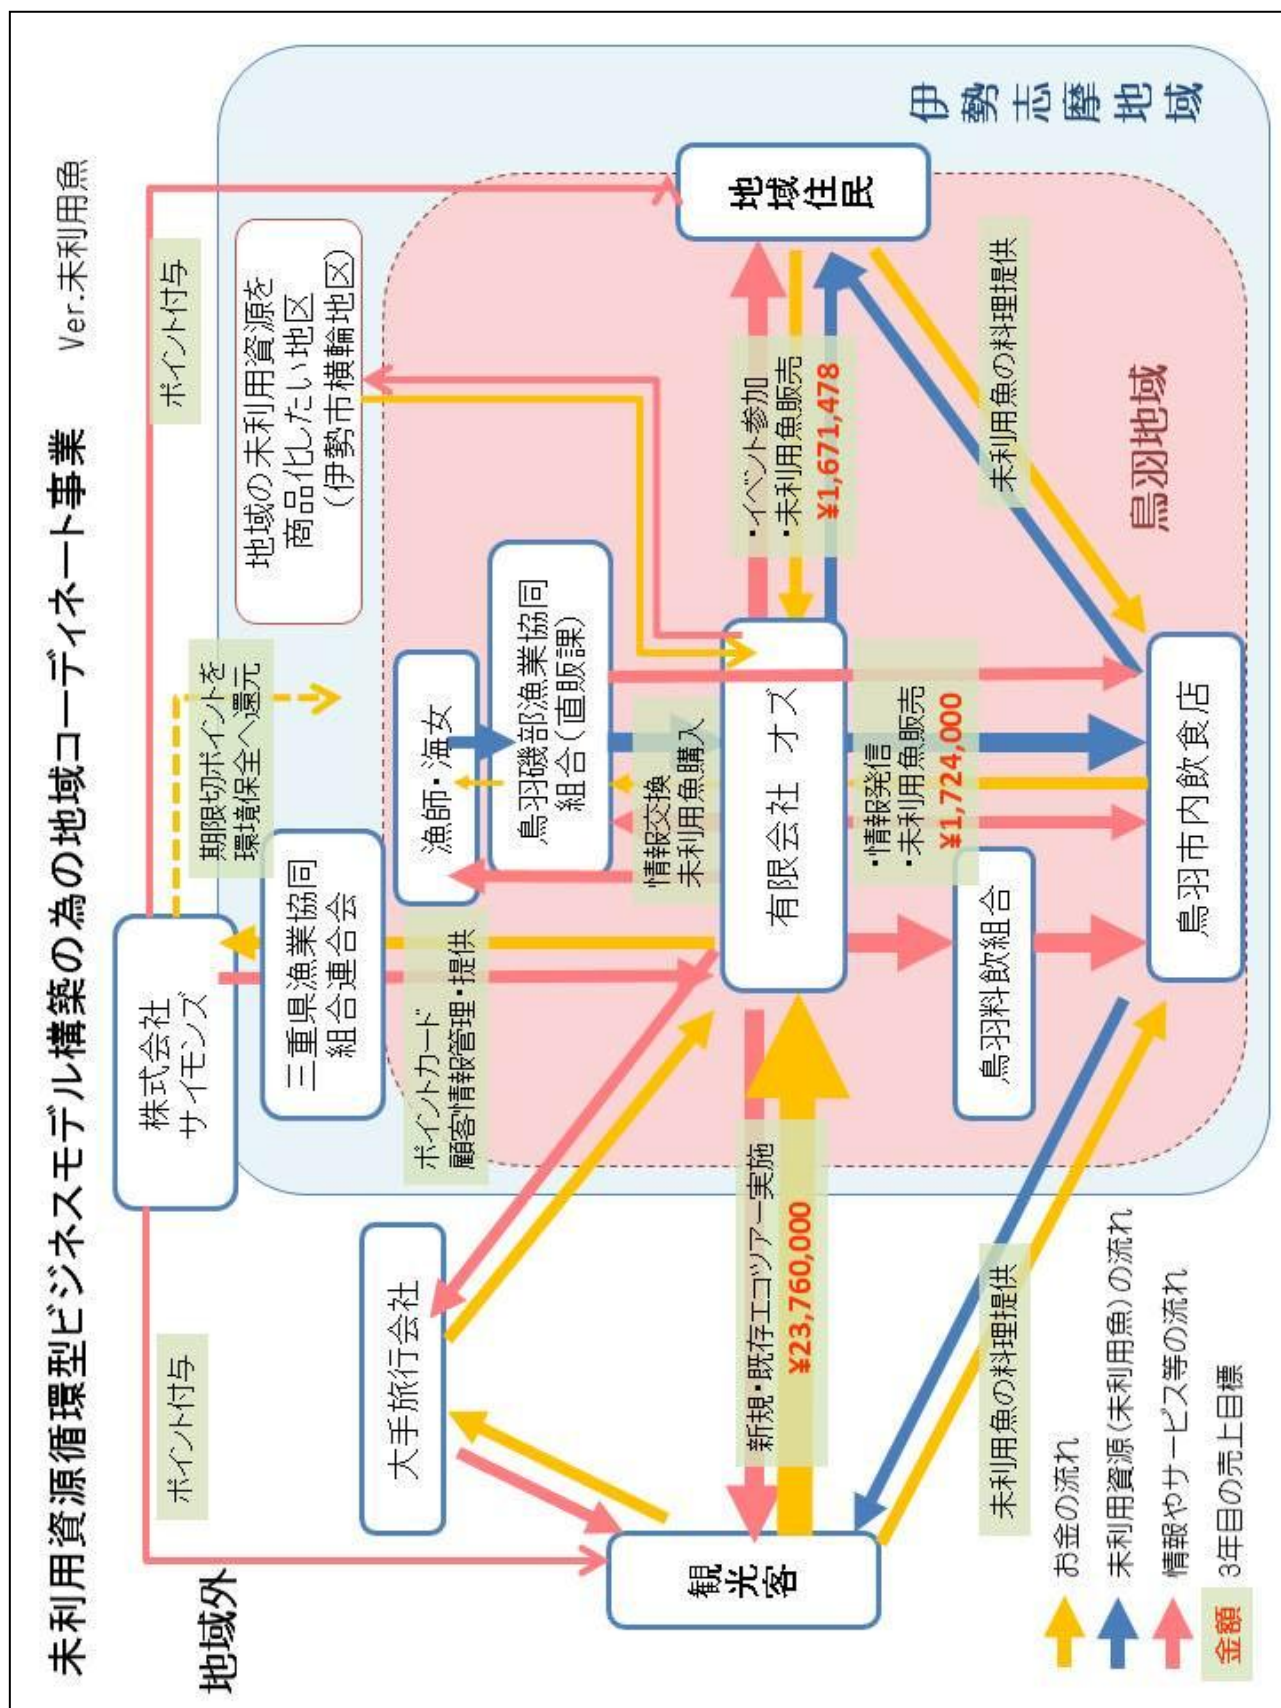 未利用資源循環型ビジネスモデル構築の為の地域コーディネート事業 Ver.未利用魚
地域外
ポイント付与
株式会社
サイモンズ
期限切ポイントを
環境保全へ還元
ポイント付与
地域の未利用資源を
商品化したい地区
(伊勢市横輪地区)
三重県漁業協同
組合連合会
大手旅行会社
ポイントカード
顧客情報管理・提供
漁師・海女
鳥羽磯部漁業協同
組合(直販課)
情報交換
未利用魚購入
観光客
新規・既存エコツアー実施
¥23,760,000
有限会社 オズ
・イベント参加
・未利用魚販売
¥1,671,478
地域住民
・情報発信
・未利用魚販売
¥1,724,000
鳥羽料飲組合
未利用魚の料理提供
未利用魚の料理提供
鳥羽市内飲食店
鳥羽地域
伊勢志摩地域
お金の流れ
未利用資源(未利用魚)の流れ
情報やサービス等の流れ
金額 3年目の売上目標